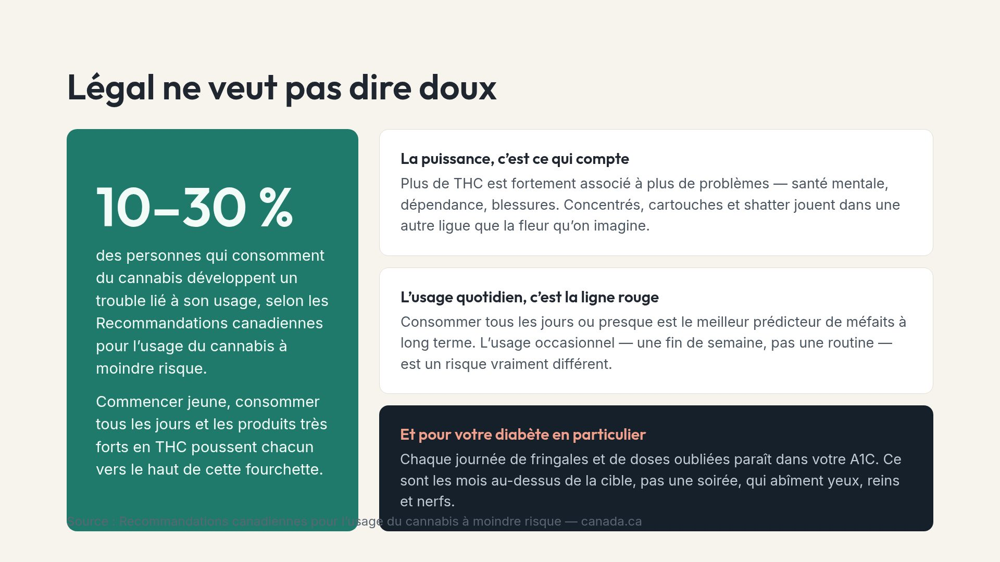 Légal ne veut pas dire doux
10–30 %
des personnes qui consomment
du cannabis développent un
trouble lié à son usage, selon les
Recommandations canadiennes
pour l’usage du cannabis à
moindre risque.
Commencer jeune, consommer
tous les jours et les produits très
forts en THC poussent chacun
vers le haut de cette fourchette.
La puissance, c’est ce qui compte
Plus de THC est fortement associé à plus de problèmes — santé mentale,
dépendance, blessures. Concentrés, cartouches et shatter jouent dans une
autre ligue que la fleur qu’on imagine.
L’usage quotidien, c’est la ligne rouge
Consommer tous les jours ou presque est le meilleur prédicteur de méfaits à
long terme. L’usage occasionnel — une fin de semaine, pas une routine —
est un risque vraiment différent.
Et pour votre diabète en particulier
Chaque journée de fringales et de doses oubliées paraît dans votre A1C. Ce
sont les mois au-dessus de la cible, pas une soirée, qui abîment yeux, reins
et nerfs.
Source : Recommandations canadiennes pour l’usage du cannabis à moindre risque — canada.ca